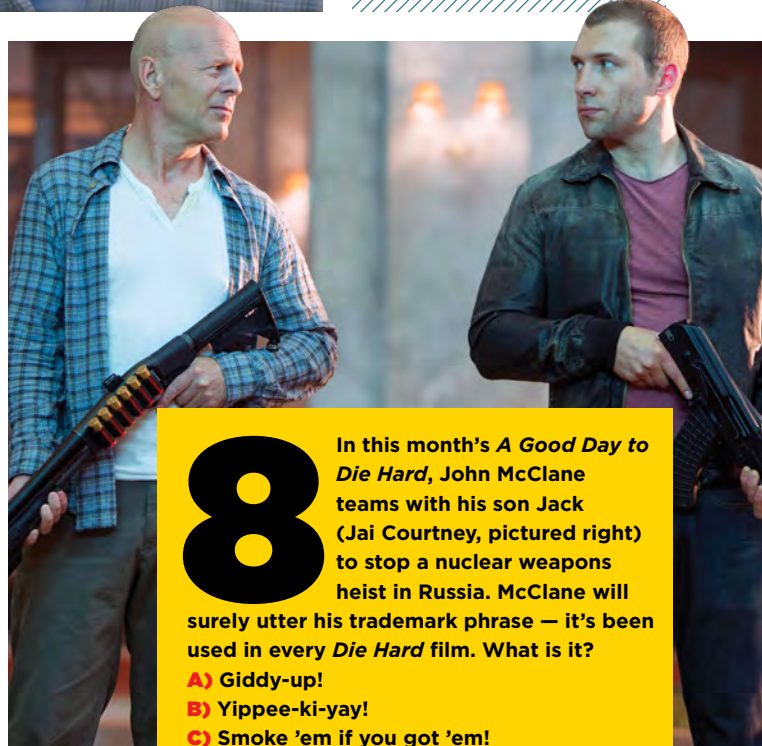 8
In this month’s A Good Day to
Die Hard, John McClane
teams with his son Jack
(Jai Courtney, pictured right)
to stop a nuclear weapons
heist in Russia. McClane will
surely utter his trademark phrase — it’s been
used in every Die Hard film. What is it?
A) Giddy-up!
B) Yippee-ki-yay!
C) Smoke ’em if you got ’em!